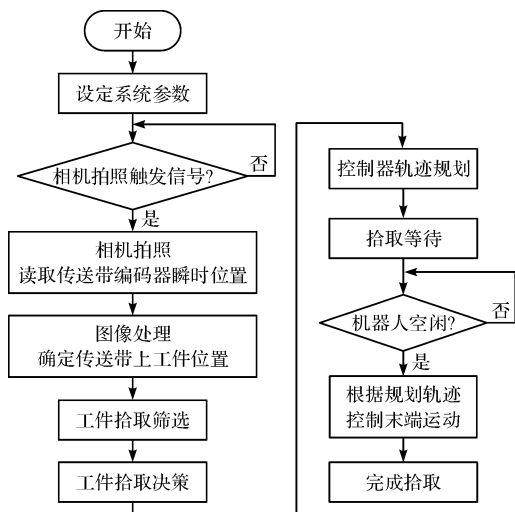 开始
设定系统参数
相机拍照触发信号?
否
是
相机拍照
读取传送带编码器瞬时位置
图像处理
确定传送带上工件位置
工件拾取筛选
工件拾取决策
控制器轨迹规划
拾取等待
机器人空闲?
否
是
根据规划轨迹
控制末端运动
完成拾取